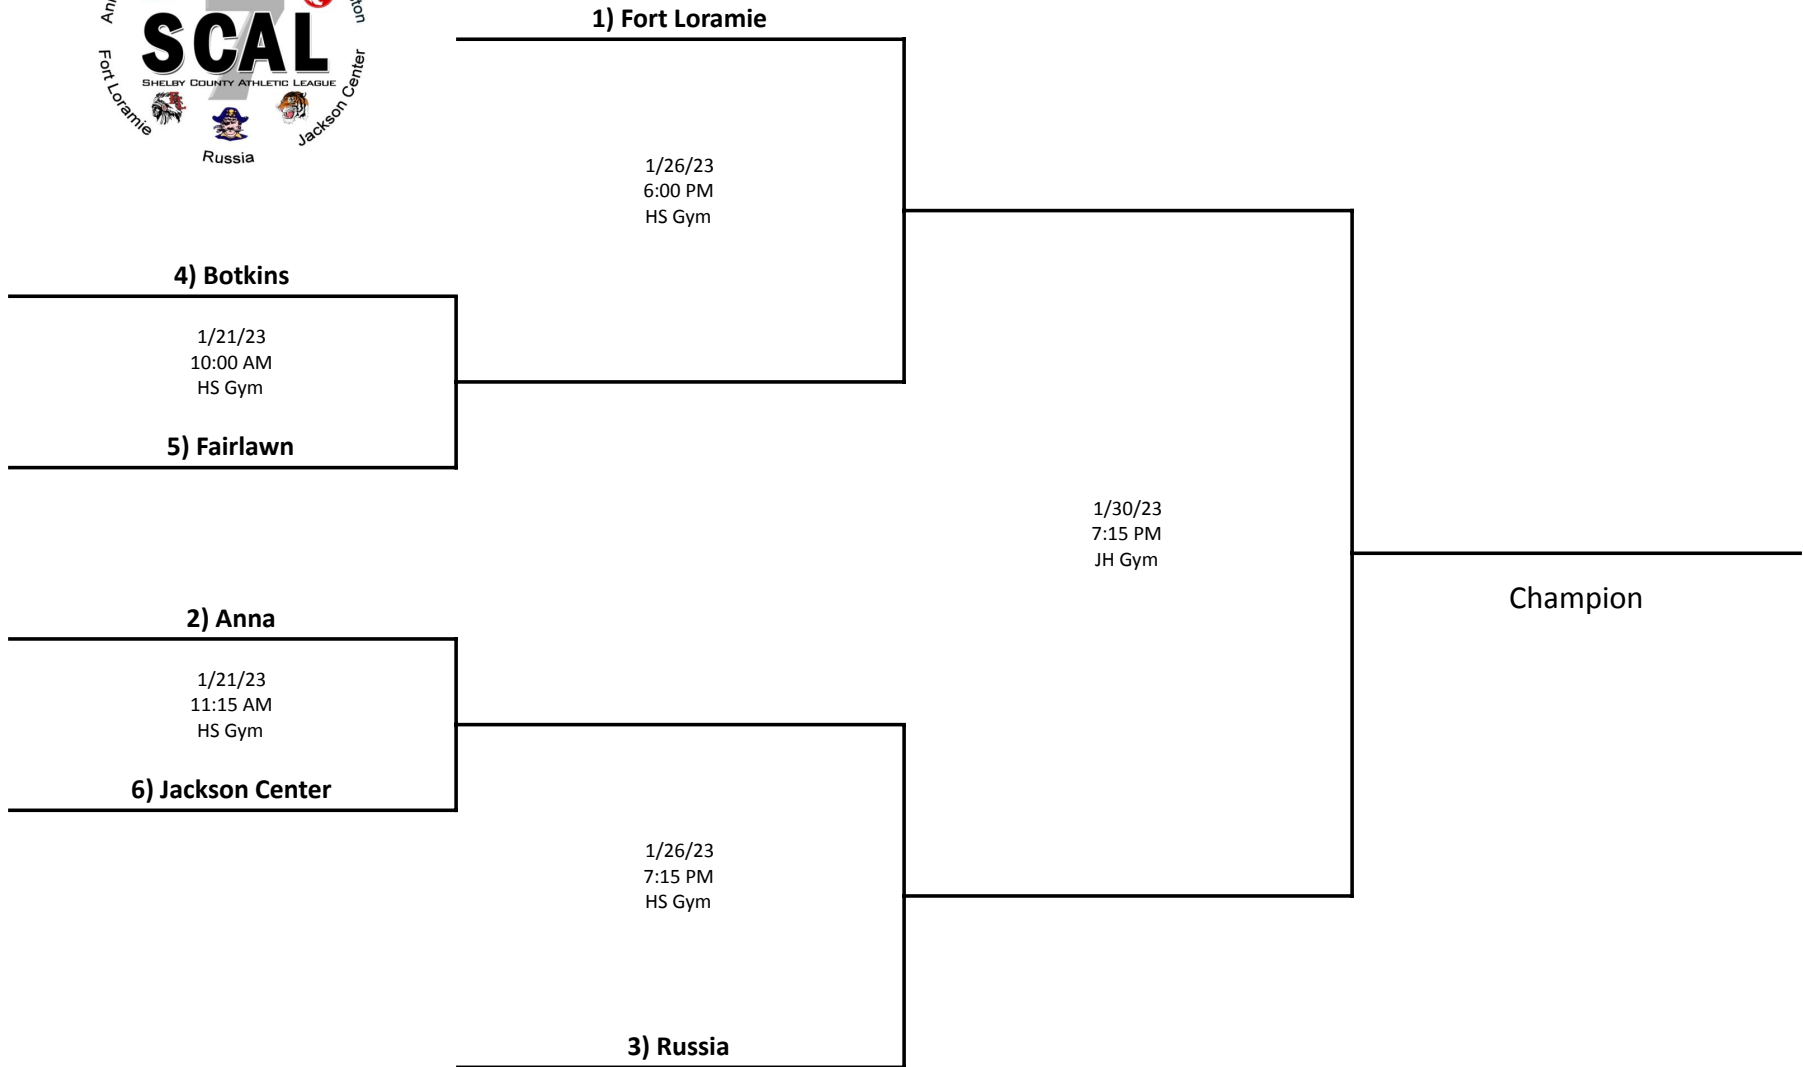 SCAL
7
SHELBY COUNTY ATHLETIC LEAGUE
Fort Loramie
Russia
Jackson Center
1) Fort Loramie
1/26/23
6:00 PM
HS Gym
4) Botkins
1/21/23
10:00 AM
HS Gym
5) Fairlawn
1/30/23
7:15 PM
JH Gym
Champion
2) Anna
1/21/23
11:15 AM
HS Gym
6) Jackson Center
1/26/23
7:15 PM
HS Gym
3) Russia